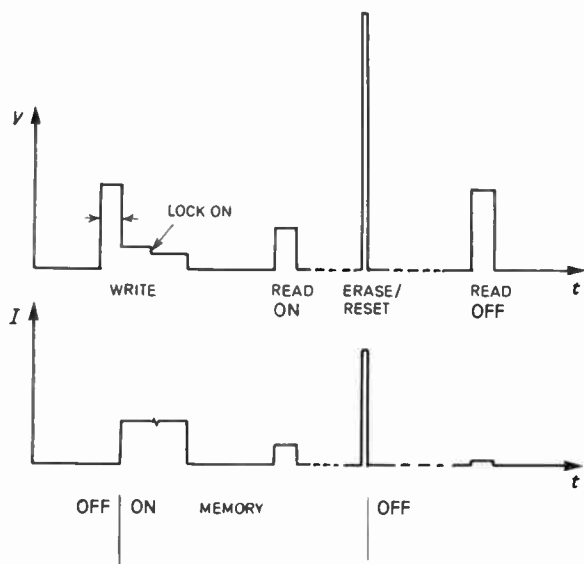 V
LOCK ON
WRITE
READ ON
ERASE/ RESET
READ OFF
t
I
t
OFF
ON
MEMORY
OFF